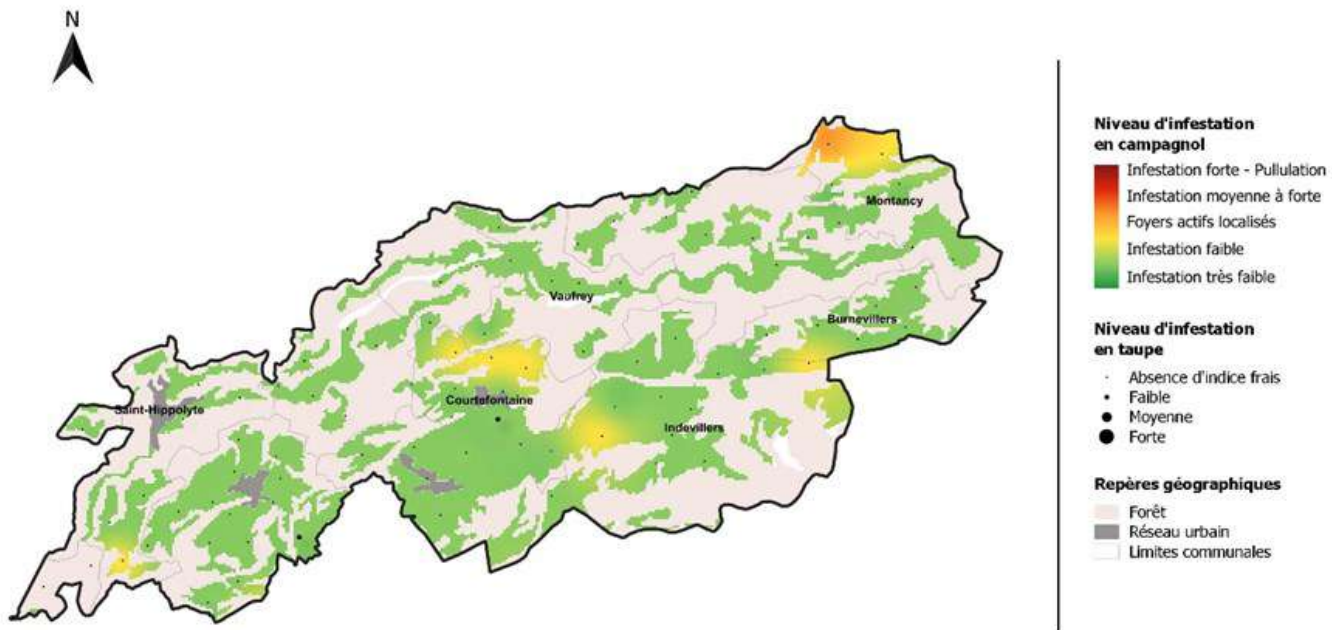 N
Montancy
Vaufrey
Burnevillers
Saint-Hippolyte
Courtefontaine
Indevillers
Niveau d'infestation
en campagnol
Infestation forte - Pullulation
Infestation moyenne à forte
Foyers actifs localisés
Infestation faible
Infestation très faible
Niveau d'infestation
en taupe
Absence d'indice frais
Faible
Moyenne
Forte
Repères géographiques
Forêt
Réseau urbain
Limites communales